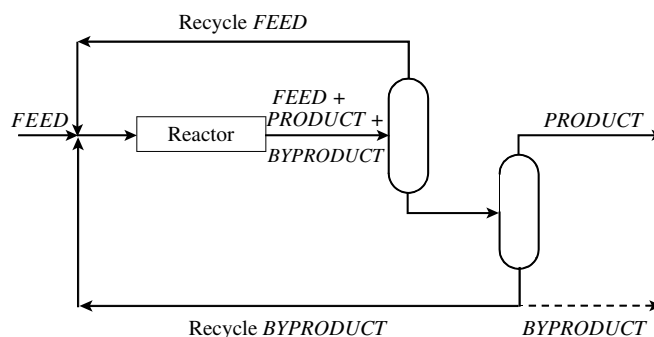 Recycle FEED
FEED
Reactor
FEED +
PRODUCT +
BYPRODUCT
PRODUCT
Recycle BYPRODUCT
BYPRODUCT